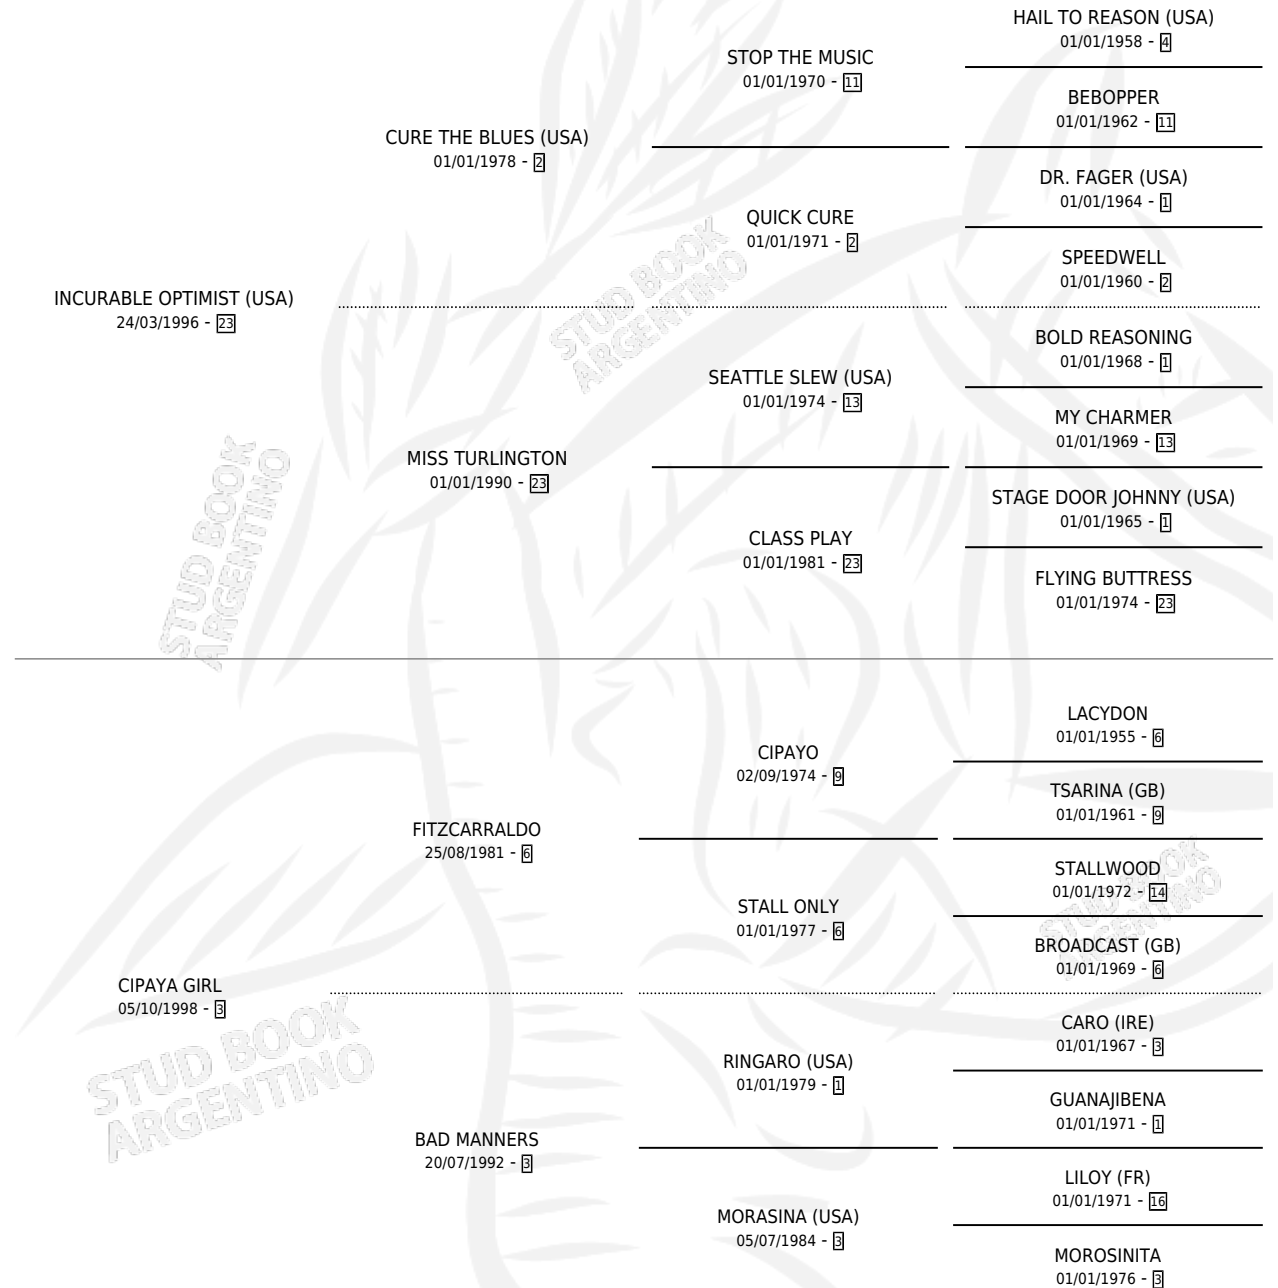 HAIL TO REASON (USA)
01/01/1958 - 4
STOP THE MUSIC
01/01/1970 - 11
BEBOPPER
01/01/1962 - 11
CURE THE BLUES (USA)
01/01/1978 - 2
DR. FAGER (USA)
01/01/1964 - 1
QUICK CURE
01/01/1971 - 2
SPEEDWELL
01/01/1960 - 2
INCURABLE OPTIMIST (USA)
24/03/1996 - 23
BOLD REASONING
01/01/1968 - 1
SEATTLE SLEW (USA)
01/01/1974 - 13
MY CHARMER
01/01/1969 - 13
MISS TURLINGTON
01/01/1990 - 23
STAGE DOOR JOHNNY (USA)
01/01/1965 - 1
CLASS PLAY
01/01/1981 - 23
FLYING BUTTRESS
01/01/1974 - 23
LACYDON
01/01/1955 - 6
CIPAYO
02/09/1974 - 9
TSARINA (GB)
01/01/1961 - 9
FITZCARRALDO
25/08/1981 - 6
STALLWOOD
01/01/1972 - 14
STALL ONLY
01/01/1977 - 6
BROADCAST (GB)
01/01/1969 - 6
CIPAYA GIRL
05/10/1998 - 3
CARO (IRE)
01/01/1967 - 3
RINGARO (USA)
01/01/1979 - 1
GUANAJIBENA
01/01/1971 - 1
BAD MANNERS
20/07/1992 - 3
LILOY (FR)
01/01/1971 - 16
MORASINA (USA)
05/07/1984 - 3
MOROSINITA
01/01/1976 - 3
STUD BOOK
ARGENTINO
STUD BOOK
ARGENTINO
STUD BOOK
ARGENTINO
STUD BOOK
ARGENTINO